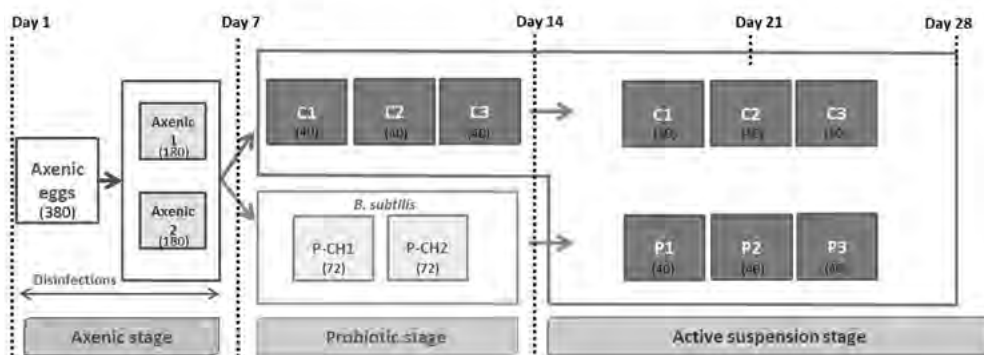 Day 1
Day 7
Day 14
Day 21
Day 28
Axenic
eggs
(380)
Axenic
1
(180)
Axenic
2
(180)
Disinfections
C1
(40)
C2
(40)
C3
(40)
B. subtilis
P-CH1
(72)
P-CH2
(72)
C1
C2
C3
P1
(40)
P2
P3
Axenic stage
Probiotic stage
Active suspension stage